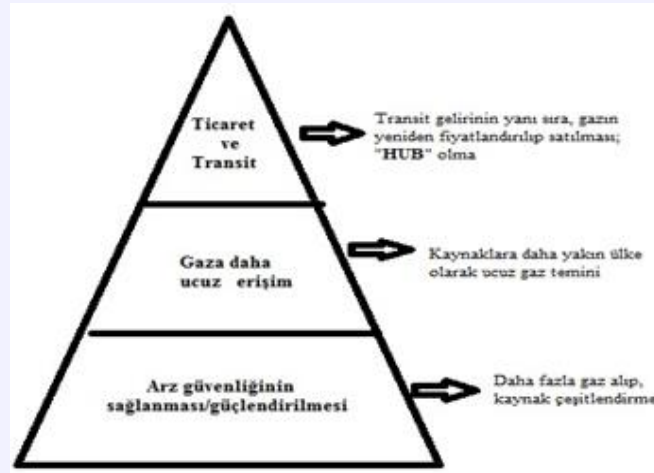 Ticaret
ve
Transit
Transit gelirinin yanı sıra, gazın
yeniden fiyatlandırılıp satılması;
"HUB" olma
Gaza daha
ucuz erişim
Kaynaklara daha yakın ülke
olarak ucuz gaz temini
Arz güvenliğinin
sağlanması/güçlendirilmesi
Daha fazla gaz alıp,
kaynak çeşitlendirme